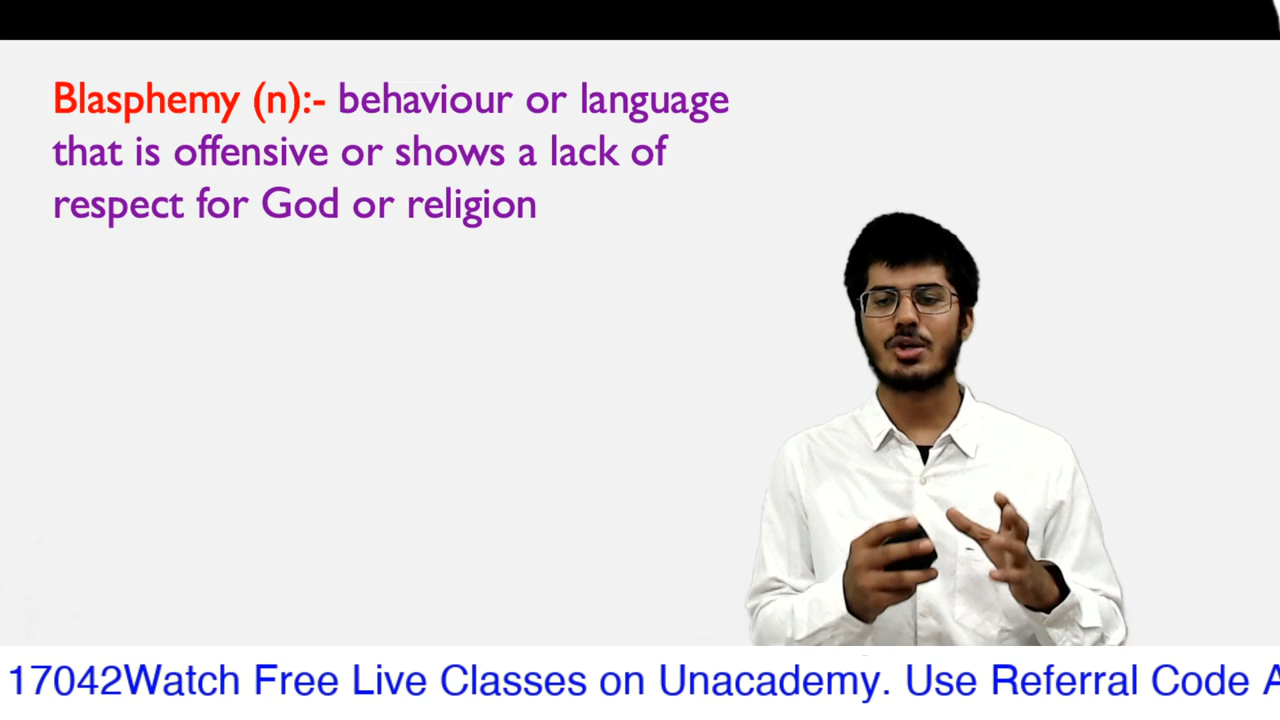 Blasphemy (n):- behaviour or language
that is offensive or shows a lack of
respect for God or religion
17042Watch Free Live Classes on Unacademy. Use Referral Code A